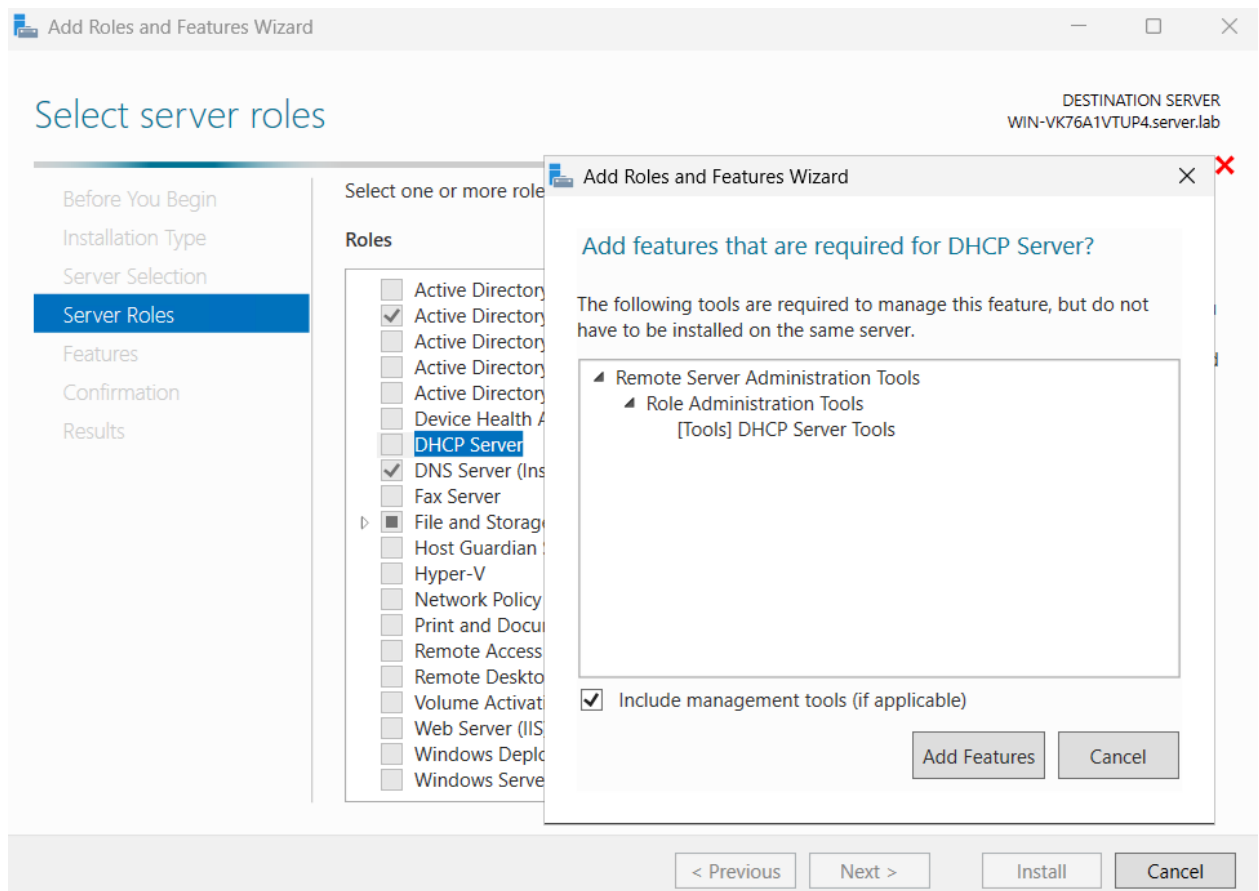 Add Roles and Features Wizard
Select server roles
DESTINATION SERVER
WIN-VK76A1VTUP4.server.lab
Before You Begin
Installation Type
Server Selection
Server Roles
Features
Confirmation
Results
Select one or more role
Roles
Active Directory
Active Directory
Active Directory
Active Directory
Active Directory
Device Health A
DHCP Server
DNS Server (Ins
Fax Server
File and Storage
Host Guardian
Hyper-V
Network Policy
Print and Docu
Remote Access
Remote Deskto
Volume Activati
Web Server (IIS
Windows Deplo
Windows Serve
Add Roles and Features Wizard
Add features that are required for DHCP Server?
The following tools are required to manage this feature, but do not
have to be installed on the same server.
Remote Server Administration Tools
Role Administration Tools
[Tools] DHCP Server Tools
Include management tools (if applicable)
Add Features
Cancel
< Previous
Next >
Install
Cancel